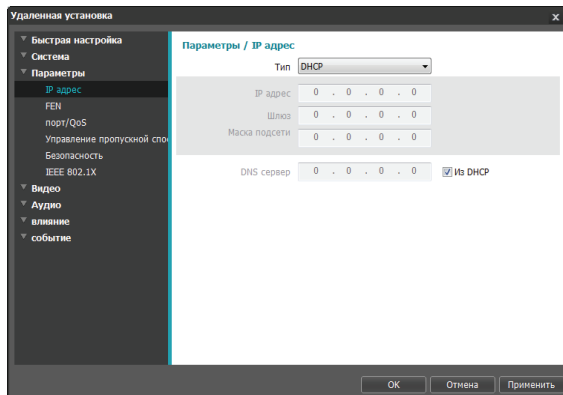 Удаленная установка
x
Быстрая настройка
Система
Параметры
IP адрес
FEN
порт/QoS
Управление пропускной спо
Безопасность
IEEE 802.1X
Видео
Аудио
влияние
событие
Параметры / IP адрес
Тип DHCP
IP адрес 0 . 0 . 0 . 0
Шлюз 0 . 0 . 0 . 0
Маска подсети 0 . 0 . 0 . 0
DNS сервер 0 . 0 . 0 . 0 Из DHCP
OK Отмена Применить